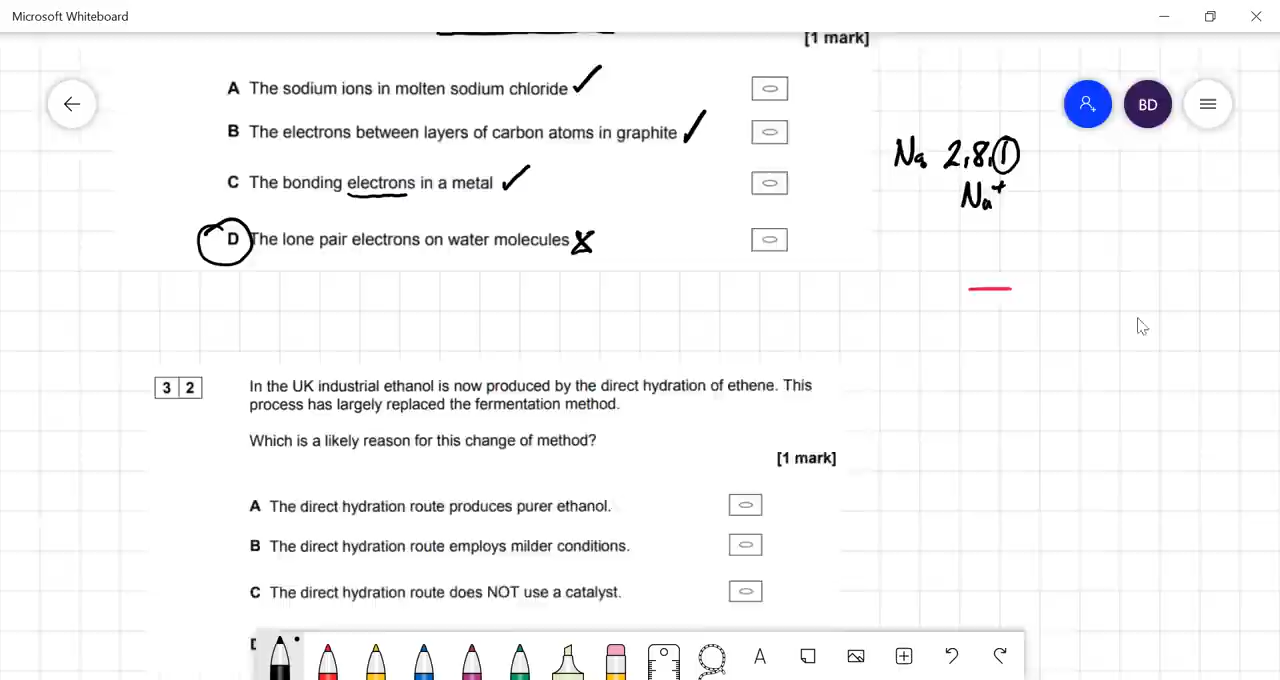 Microsoft Whiteboard
[1 mark]
A The sodium ions in molten sodium chloride
B The electrons between layers of carbon atoms in graphite
C The bonding electrons in a metal
D The lone pair electrons on water molecules
BD
Na 2,8,1
Na+
3 2 In the UK industrial ethanol is now produced by the direct hydration of ethene. This
process has largely replaced the fermentation method.
Which is a likely reason for this change of method?
[1 mark]
A The direct hydration route produces purer ethanol.
B The direct hydration route employs milder conditions.
C The direct hydration route does NOT use a catalyst.
A